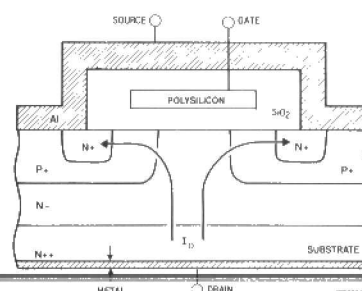 SOURCE GATE
POLYSILICON
Al SiO2
N+ N+
P+ P+
N-
ID
N++ SUBSTRATE
METAL DRAIN